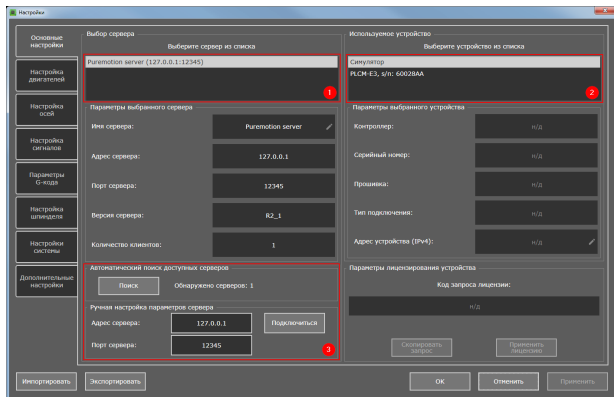 Настройки
Основные
настройки
Настройка
двигателей
Настройка
осей
Настройка
сигналов
Параметры
G-кода
Настройка
шпинделя
Настройки
системы
Дополнительные
настройки
Выбор сервера
Выберите сервер из списка
Puremotion server (127.0.0.1:12345)
1
Параметры выбранного сервера
Имя сервера:
Puremotion server
Адрес сервера:
127.0.0.1
Порт сервера:
12345
Версия сервера:
R2_1
Количество клиентов:
1
Автоматический поиск доступных серверов
Поиск
Обнаружено серверов: 1
Ручная настройка параметров сервера
Адрес сервера:
127.0.0.1
Подключиться
Порт сервера:
12345
3
Используемое устройство
Выберите устройство из списка
Симулятор
PLCM-E3, s/n: 60028AA
2
Параметры выбранного устройства
Контроллер:
н/д
Серийный номер:
н/д
Прошивка:
н/д
Тип подключения:
н/д
Адрес устройства (IPv4):
н/д
Параметры лицензирования устройства
Код запроса лицензии:
н/д
Скопировать
запрос
Применить
лицензию
Импортировать
Экспортировать
ОК
Отменить
Применить